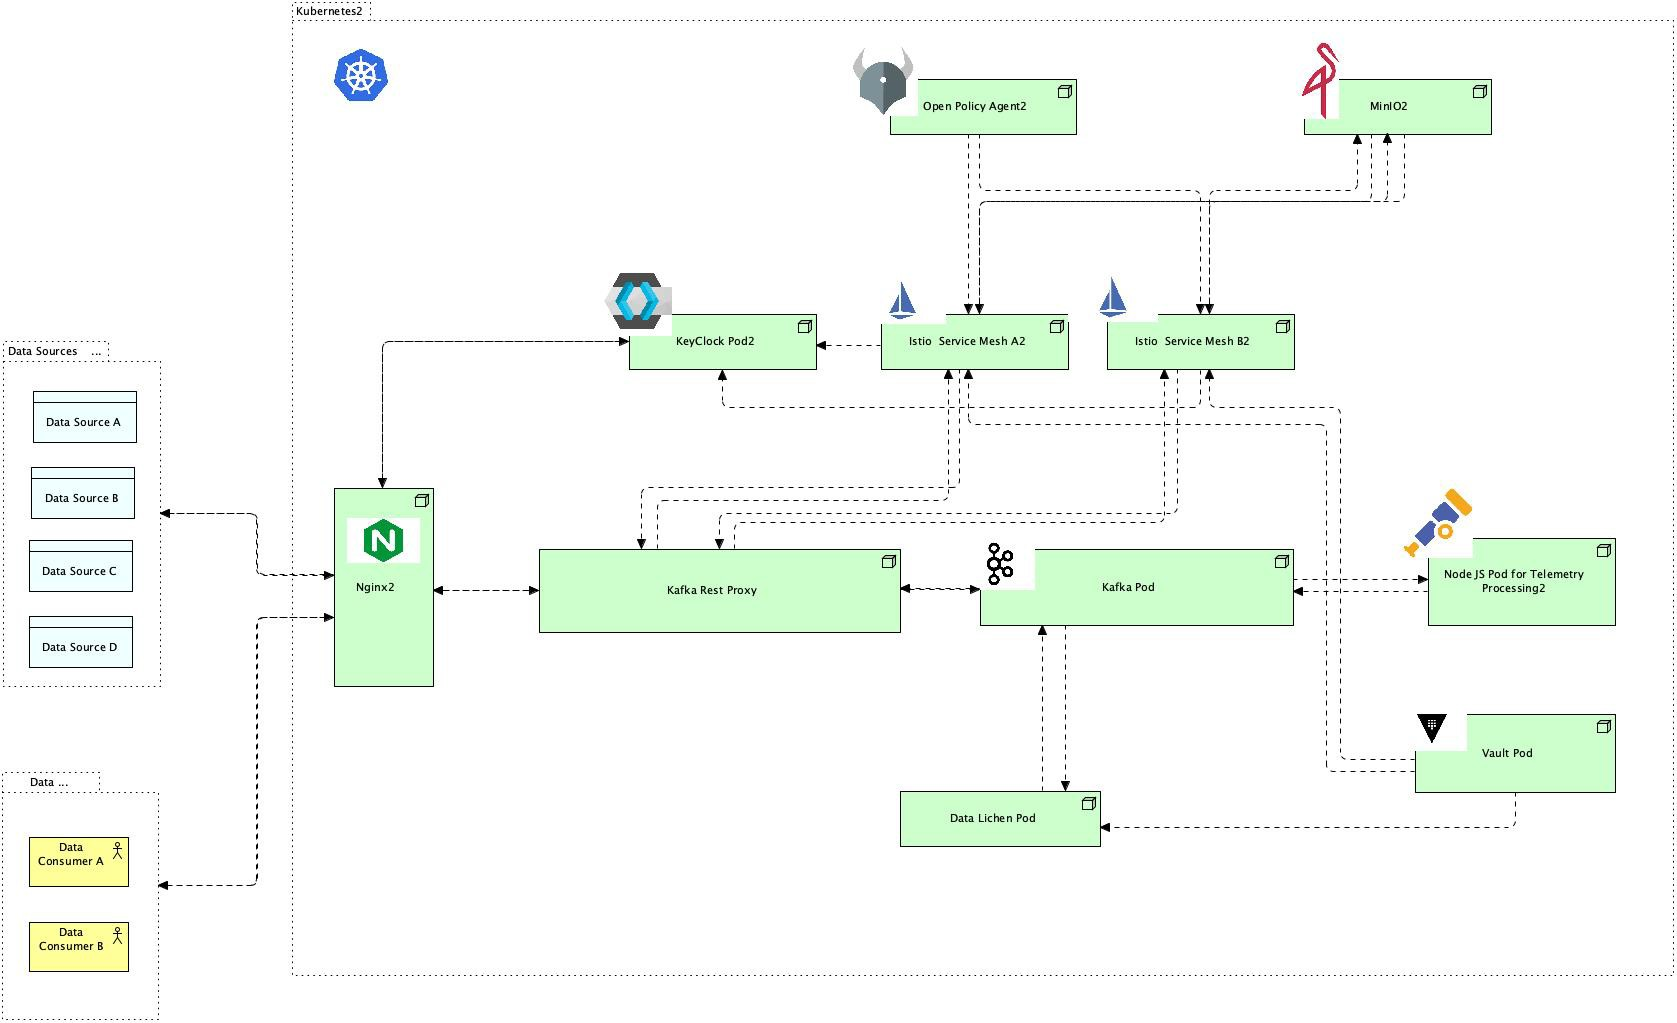 Kubernetes2
Open Policy Agent2
MinIO2
KeyClock Pod2
Istio Service Mesh A2
Istio Service Mesh B2
Data Sources ...
Data Source A
Data Source B
Data Source C
Data Source D
Nginx2
Kafka Rest Proxy
Kafka Pod
Node JS Pod for Telemetry
Processing2
Vault Pod
Data Lichen Pod
Data ...
Data
Consumer A
Data
Consumer B